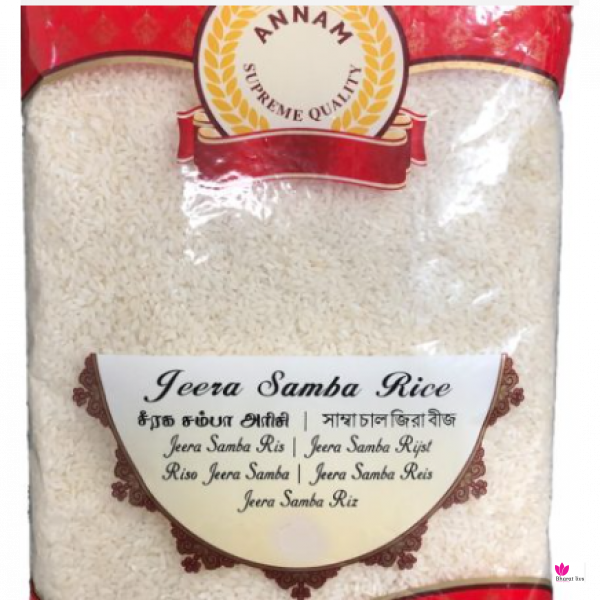 ANNAM
SUPREME QUALITY
Jeera Samba Rice
சீரக சம்பா அரிசி | সাম্বা চাল জিরা বীজ
Jeera Samba Ris | Jeera Samba Rijst
Riso Jeera Samba | Jeera Samba Reis
Jeera Samba Riz